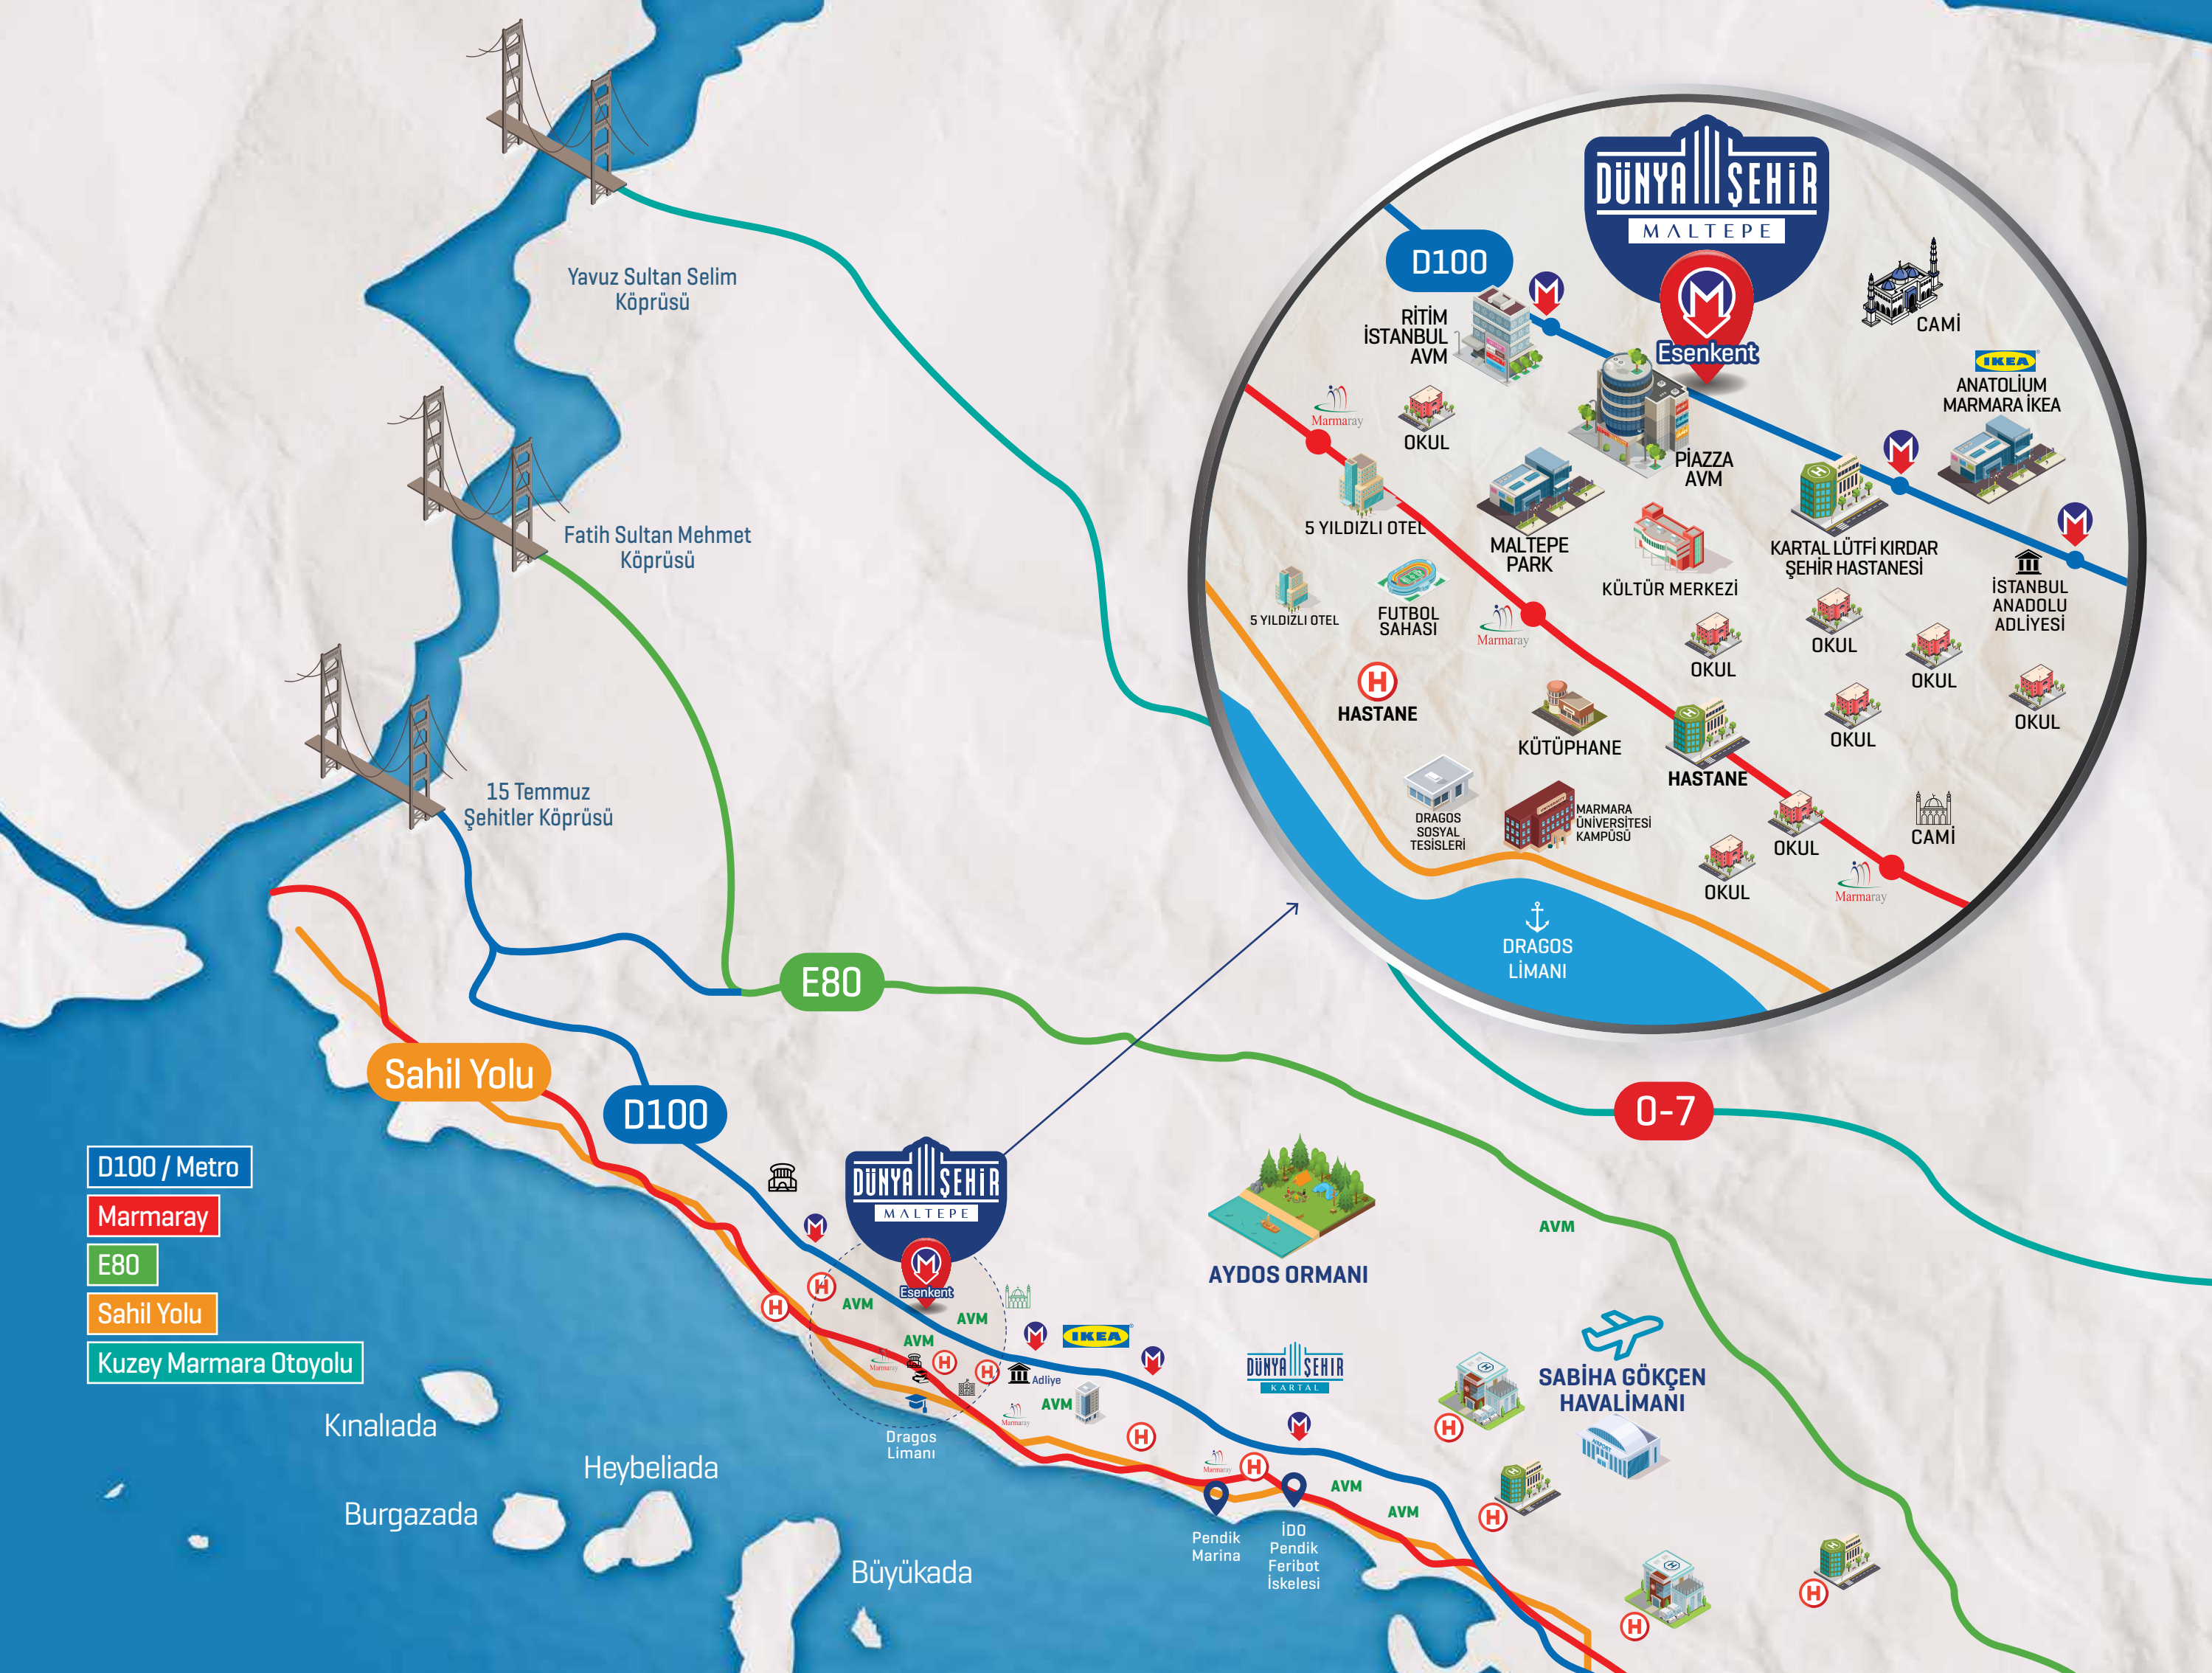 Yavuz Sultan Selim
Köprüsü
Fatih Sultan Mehmet
Köprüsü
15 Temmuz
Şehitler Köprüsü
DÜNYA ŞEHİR
MALTEPE
D100
Esenkent
RİTİM
İSTANBUL
AVM
CAMİ
IKEA
ANATOLİUM
MARMARA İKEA
Marmaray
OKUL
PİAZZA
AVM
5 YILDIZLI OTEL
MALTEPE
PARK
KARTAL LÜTFİ KIRDAR
ŞEHİR HASTANESİ
KÜLTÜR MERKEZİ
İSTANBUL
ANADOLU
ADLİYESİ
5 YILDIZLI OTEL
FUTBOL
SAHASI
Marmaray
OKUL
OKUL
OKUL
OKUL
OKUL
H
HASTANE
KÜTÜPHANE
HASTANE
DRAGOS
SOSYAL
TESİSLERİ
MARMARA
ÜNİVERSİTESİ
KAMPÜSÜ
OKUL
OKUL
CAMİ
Marmaray
DRAGOS
LİMANI
E80
Sahil Yolu
D100
O-7
D100 / Metro
Marmaray
E80
Sahil Yolu
Kuzey Marmara Otoyolu
DÜNYA ŞEHİR
MALTEPE
Esenkent
H
H
AVM
AVM
AVM
Marmaray
H
H
Adliye
IKEA
AVM
Marmaray
H
Dragos
Limanı
AYDOS ORMANI
AVM
DÜNYA ŞEHİR
KARTAL
SABİHA GÖKÇEN
HAVALİMANI
AIRPORT
Marmaray
H
AVM
AVM
H
H
H
H
Pendik
Marina
İDO
Pendik
Feribot
İskelesi
Kınalıada
Burgazada
Heybeliada
Büyükada